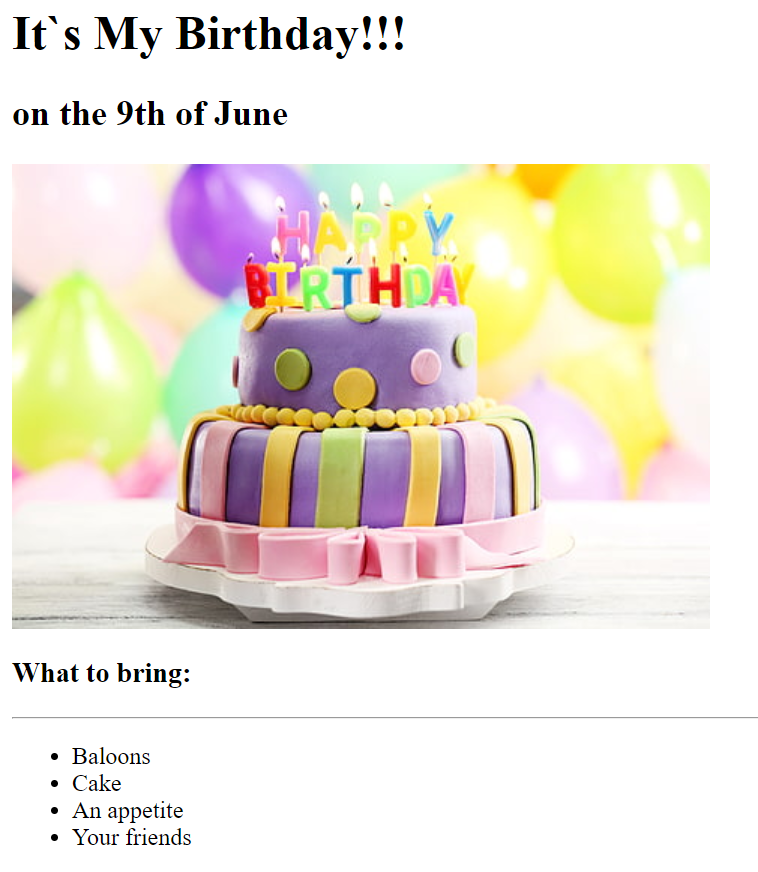 It`s My Birthday!!!
on the 9th of June
HAPPY
BIRTHDAY
What to bring:
Baloons
Cake
An appetite
Your friends